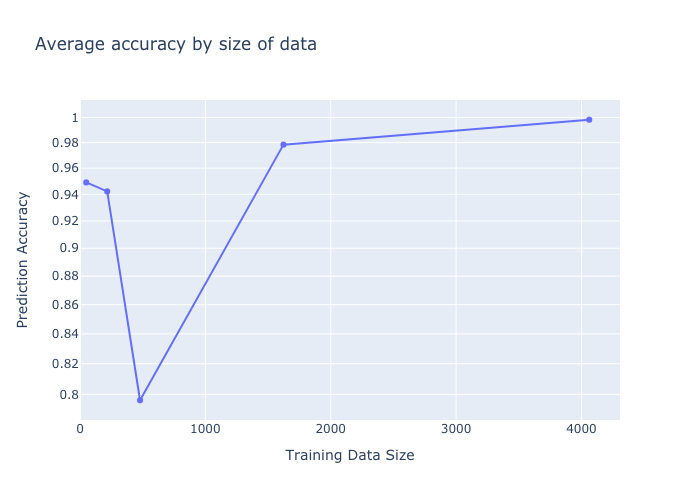 Average accuracy by size of data
1
0.98
0.96
0.94
0.92
0.9
0.88
0.86
0.84
0.82
0.8
Prediction Accuracy
0 1000 2000 3000 4000
Training Data Size